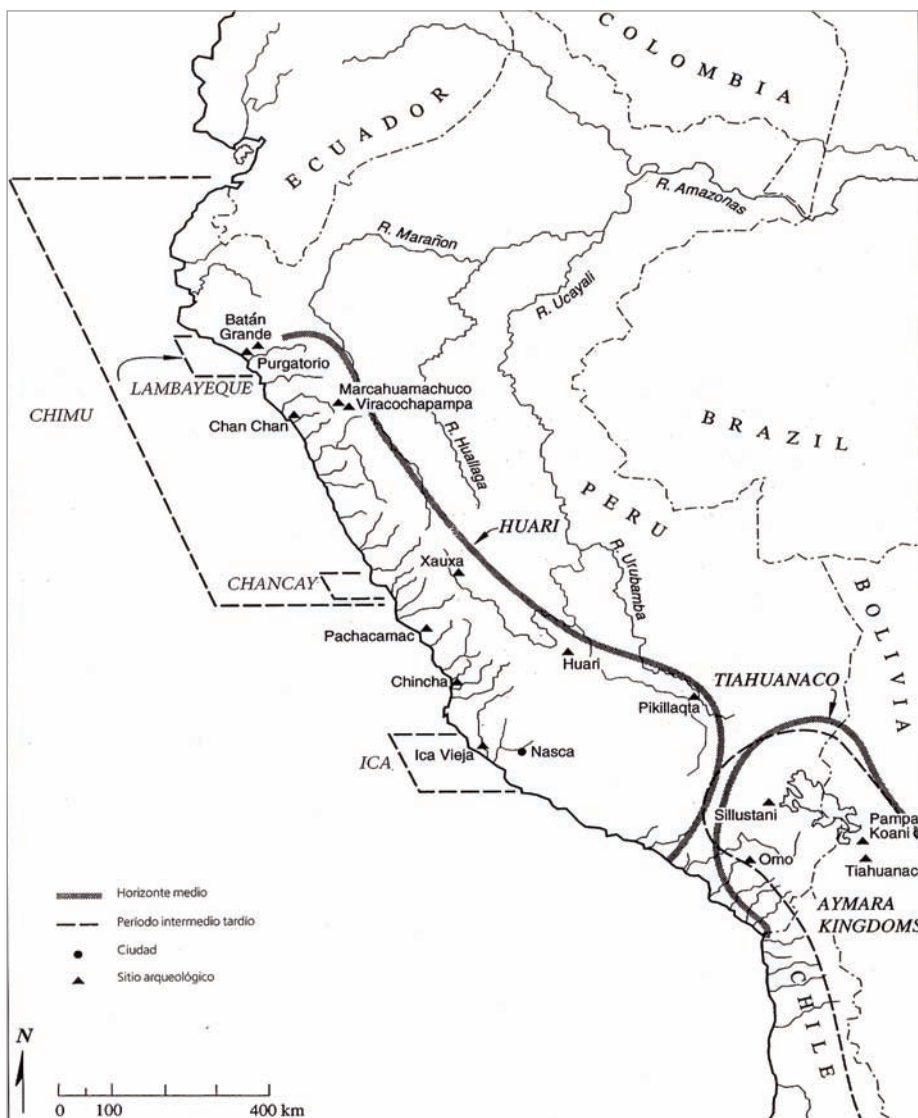 COLOMBIA
ECUADOR
R. Amazonas
R. Marañon
R. Ucayali
Batán
Grande
Purgatorio
LAMBAYEQUE
Marcahuamachuco
Viracochapampa
CHIMU
Chan Chan
R. Huallaga
BRAZIL
PERU
HUARI
Xauxa
R. Urubamba
CHANCAY
BOLIVIA
Pachacamac
Huari
TIAHUANACO
Chincha
Pikillaqta
ICA
Ica Vieja
Nasca
Sillustani
Pampa
Koani
Omo
Tiahuanac
AYMARA
KINGDOMS
CHILE
Horizonte medio
Período intermedio tardío
Ciudad
Sitio arqueológico
N
0 100 400 km